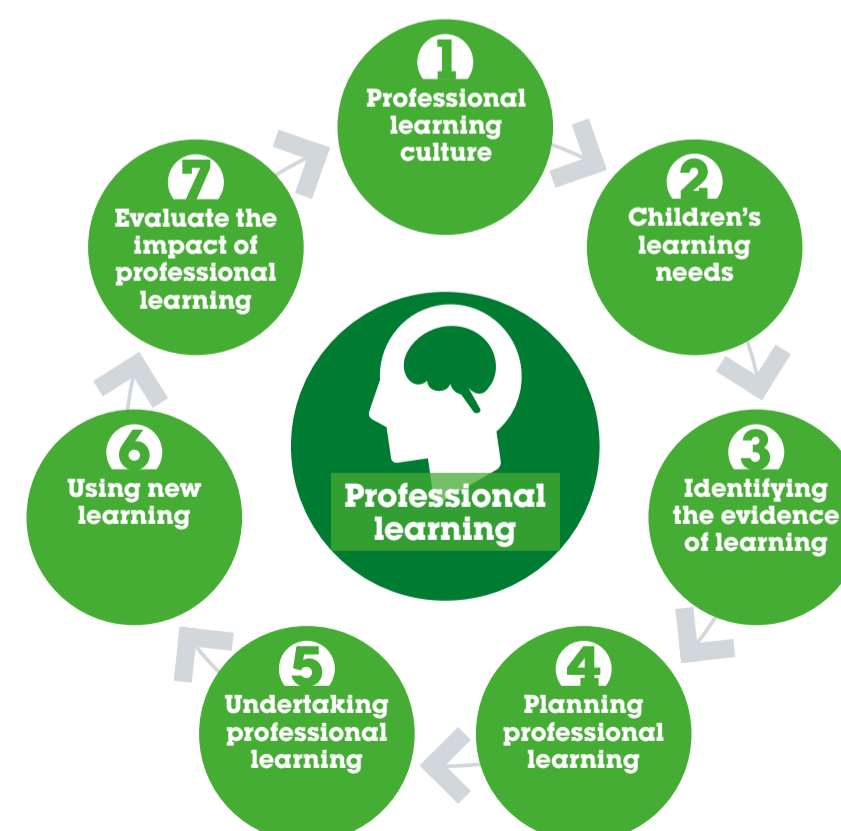 1
Professional
learning
culture
2
Children’s
learning
needs
3
Identifying
the evidence
of learning
4
Planning
professional
learning
5
Undertaking
professional
learning
6
Using new
learning
7
Evaluate the
impact of
professional
learning
Professional
learning